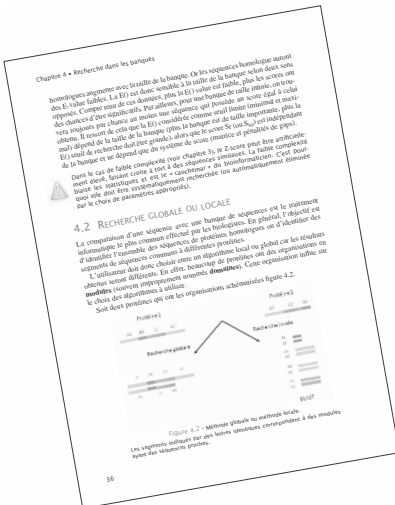 Chapitre 4 • Recherche dans les banques
homologues augmente avec la taille de la banque. Or les séquences homologue auront
des E-value faibles. La E() est donc sensible à la taille de la banque selon deux sens
opposés. Compte tenu de ces données, plus la E() value est faible, plus les scores ont
des chances d'être significatifs. Par ailleurs, pour une banque de taille infinie, on trou-
vera toujours par chance au moins une séquence qui possède un score égal à celui
obtenu. Il ressort de cela que la E() considérée comme seuil limite (minimal et maxi-
mal) dépend de la taille de la banque (plus la banque est de taille importante, plus la
E() seuil de recherche doit être grande), alors que le score S' (ou S) est indépendant
de la banque et ne dépend que du système de score (matrice et pénalités de gaps).
Dans le cas de faible complexité (voir chapitre 3), le Z-score peut être artificielle-
ment élevé, faisant croire à tort à des séquences similaires. La faible complexité
biaise les statistiques et est le « cauchemar » du bioinformaticien. C'est pour-
quoi elle doit être systématiquement recherchée (ou automatiquement éliminée
par le choix de paramètres appropriés).
4.2 RECHERCHE GLOBALE OU LOCALE
La comparaison d'une séquence avec une banque de séquences est le traitement
informatique le plus commun effectué par les biologistes. En général, l'objectif est
d'identifier l'ensemble des séquences de protéines homologues ou d'identifier des
segments de séquences communs à différentes protéines.
L'utilisateur doit donc choisir entre un algorithme local ou global car les résultats
obtenus seront différents. En effet, beaucoup de protéines ont des organisations en
modules (souvent improprement nommés domaines). Cette organisation influe sur
le choix des algorithmes à utiliser.
Soit deux protéines qui ont les organisations schématisées figure 4.2.
Protéine 1
Protéine 2
Recherche globale
Recherche locale
BLAST
Figure 4.2 – Méthode globale ou méthode locale.
Les segments indiqués par des lettres identiques correspondent à des modules
ayant des séquences proches.
36